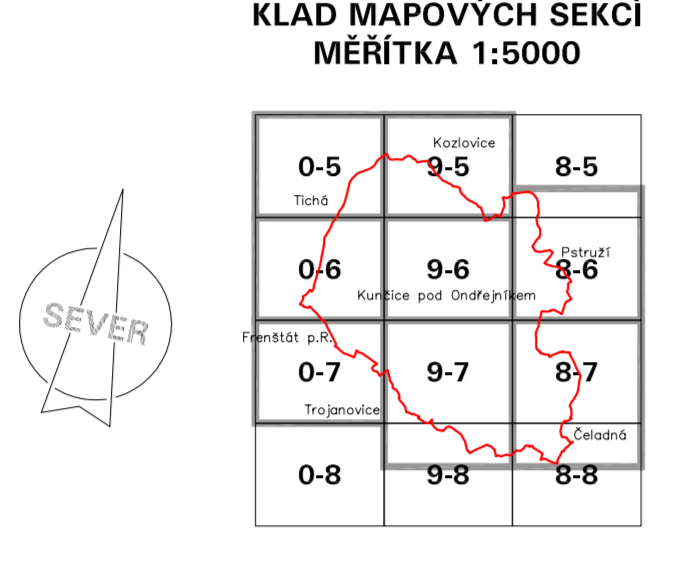 KLAD MAPOVÝCH SEKCÍ
MĚŘÍTKA 1:5000
Kozlovice
0-5
9-5
8-5
Tichá
Pstruží
0-6
9-6
8-6
Kunčice pod Ondřejníkem
SEVER
Frenštát p.R.
0-7
9-7
8-7
Trojanovice
Čeladná
0-8
9-8
8-8